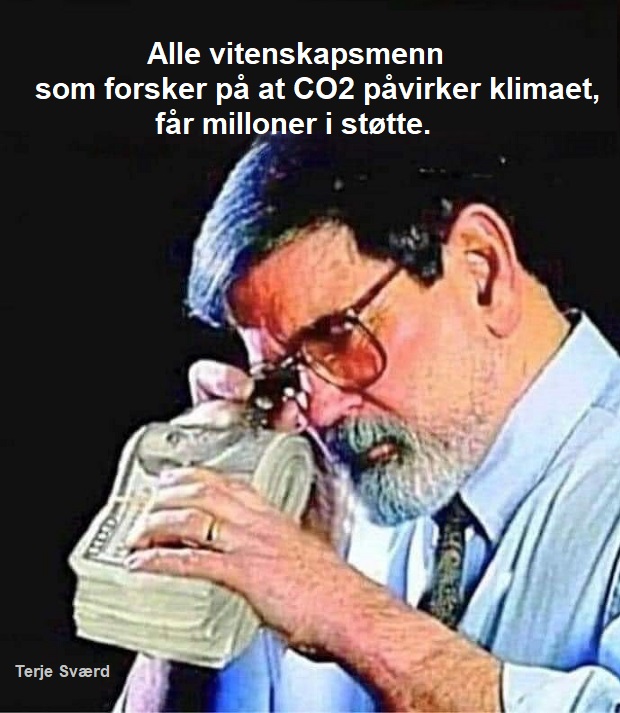 Alle vitenskapsmenn
som forsker på at CO2 påvirker klimaet,
får milloner i støtte.
Terje Sværd